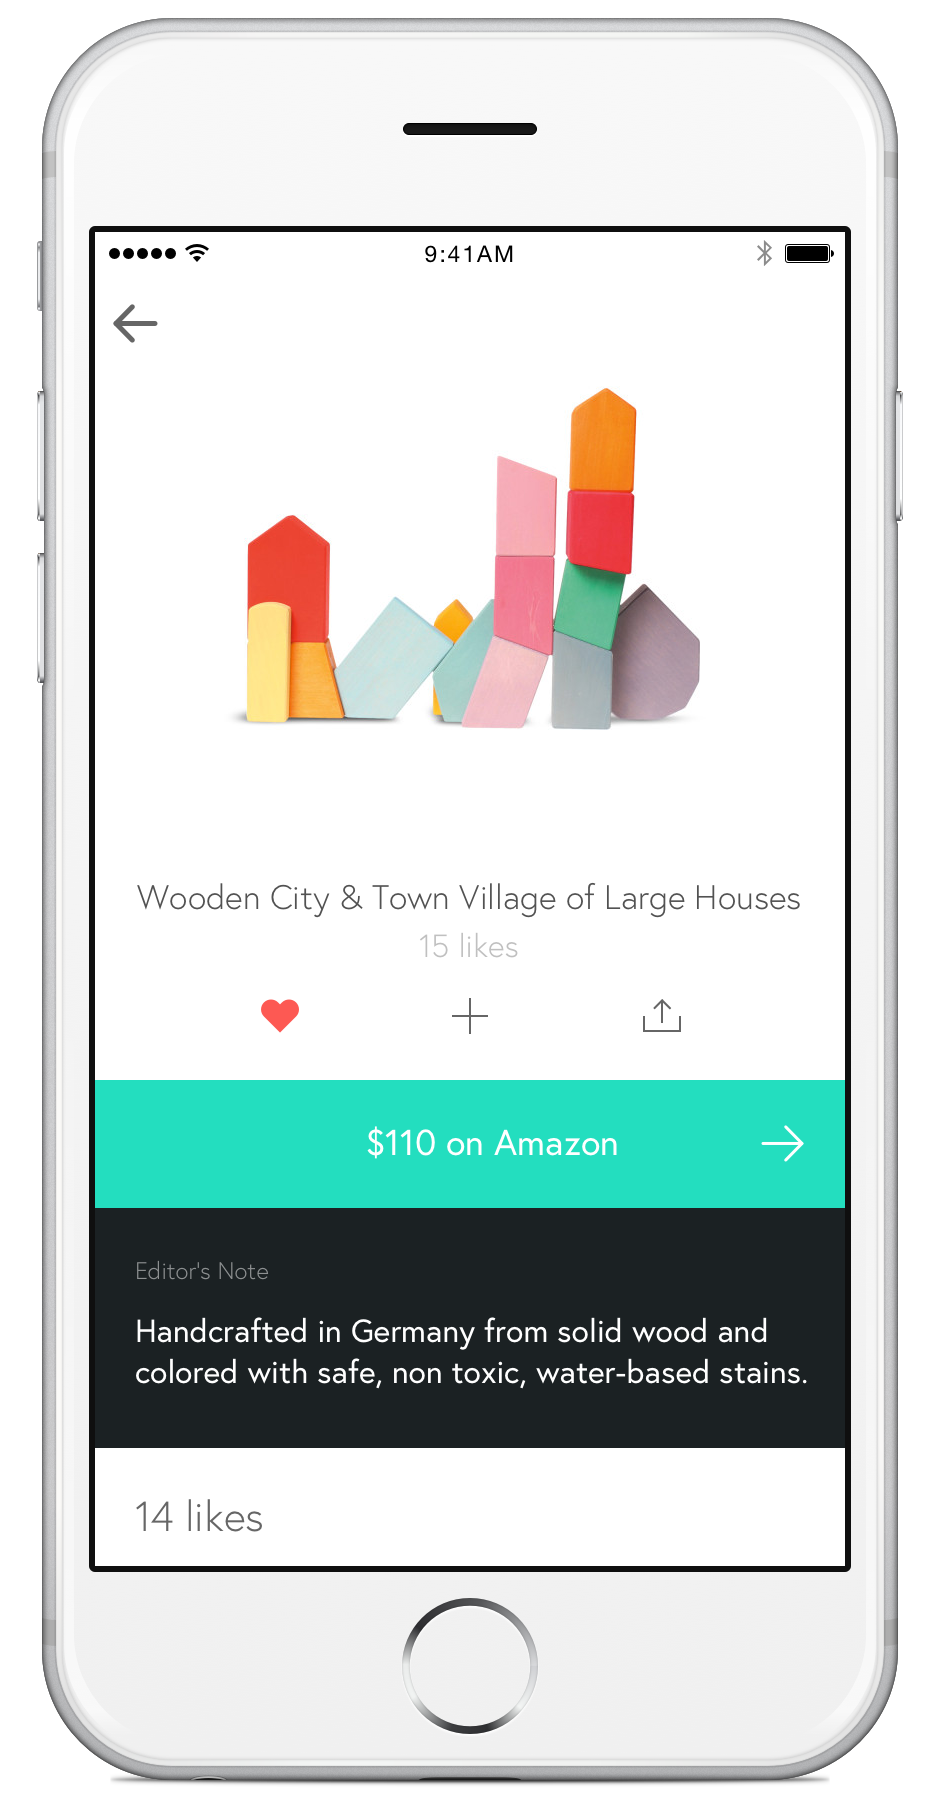 9:41AM
Wooden City & Town Village of Large Houses
15 likes
$110 on Amazon
Editor's Note
Handcrafted in Germany from solid wood and
colored with safe, non toxic, water-based stains.
14 likes